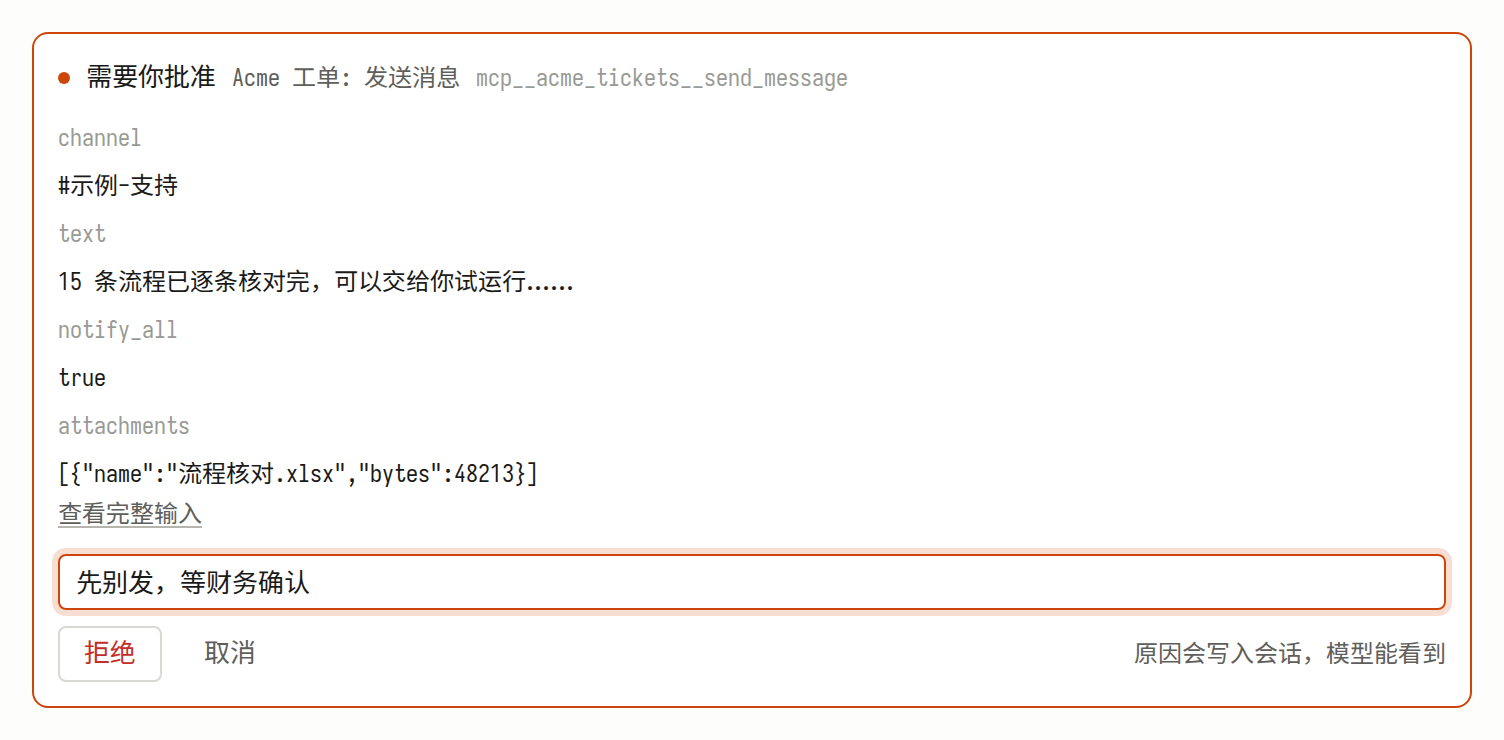 需要你批准 Acme 工单: 发送消息 mcp__acme_tickets__send_message
channel
#示例-支持
text
15 条流程已逐条核对完，可以交给你试运行……
notify_all
true
attachments
[{"name":"流程核对.xlsx","bytes":48213}]
查看完整输入
先别发，等财务确认
拒绝 取消 原因会写入会话，模型能看到